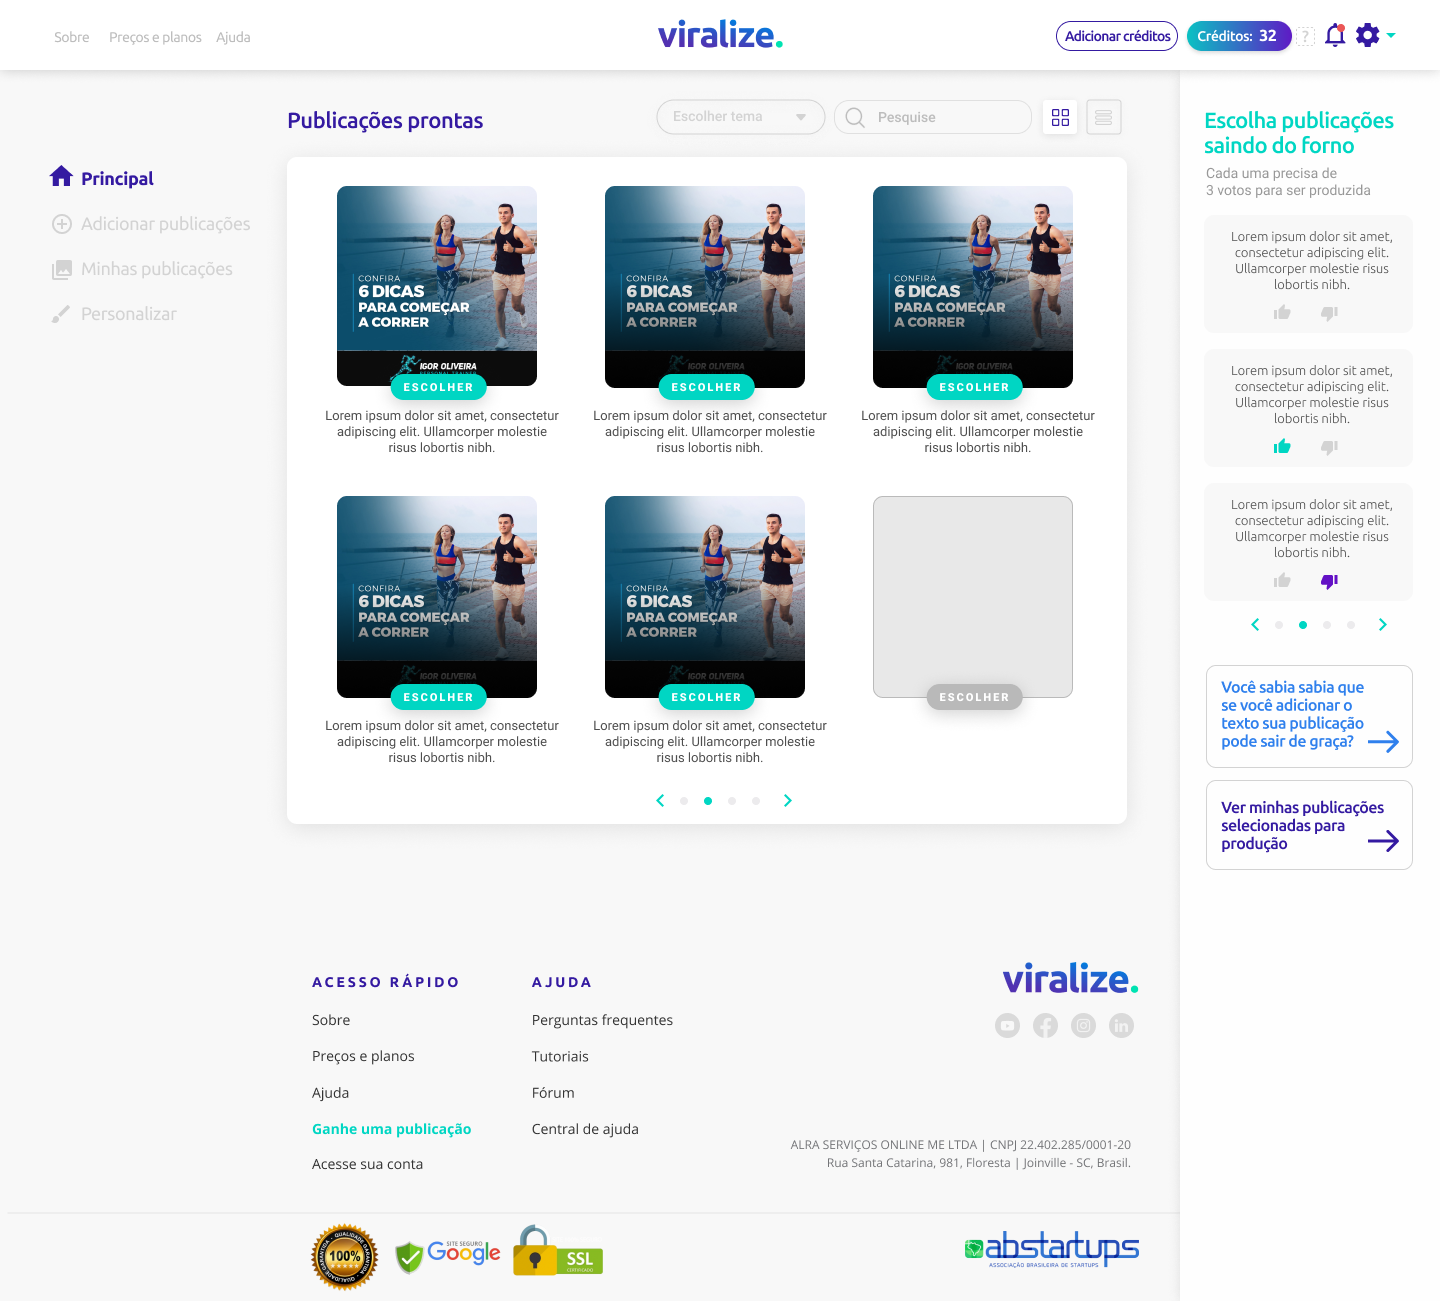 Sobre
Preços e planos
Ajuda
viralize.
Adicionar créditos
Créditos: 32
?
Publicações prontas
Escolher tema
Pesquise
Principal
Adicionar publicações
Minhas publicações
Personalizar
CONFIRA
6 DICAS
PARA COMEÇAR
A CORRER
IGOR OLIVEIRA
PERSONAL TRAINER
ESCOLHER
Lorem ipsum dolor sit amet, consectetur
adipiscing elit. Ullamcorper molestie
risus lobortis nibh.
CONFIRA
6 DICAS
PARA COMEÇAR
A CORRER
IGOR OLIVEIRA
ESCOLHER
Lorem ipsum dolor sit amet, consectetur
adipiscing elit. Ullamcorper molestie
risus lobortis nibh.
CONFIRA
6 DICAS
PARA COMEÇAR
A CORRER
IGOR OLIVEIRA
ESCOLHER
Lorem ipsum dolor sit amet, consectetur
adipiscing elit. Ullamcorper molestie
risus lobortis nibh.
CONFIRA
6 DICAS
PARA COMEÇAR
A CORRER
IGOR OLIVEIRA
ESCOLHER
Lorem ipsum dolor sit amet, consectetur
adipiscing elit. Ullamcorper molestie
risus lobortis nibh.
CONFIRA
6 DICAS
PARA COMEÇAR
A CORRER
IGOR OLIVEIRA
ESCOLHER
Lorem ipsum dolor sit amet, consectetur
adipiscing elit. Ullamcorper molestie
risus lobortis nibh.
ESCOLHER
Escolha publicações
saindo do forno
Cada uma precisa de
3 votos para ser produzida
Lorem ipsum dolor sit amet,
consectetur adipiscing elit.
Ullamcorper molestie risus
lobortis nibh.
Lorem ipsum dolor sit amet,
consectetur adipiscing elit.
Ullamcorper molestie risus
lobortis nibh.
Lorem ipsum dolor sit amet,
consectetur adipiscing elit.
Ullamcorper molestie risus
lobortis nibh.
Você sabia sabia que
se você adicionar o
texto sua publicação
pode sair de graça?
Ver minhas publicações
selecionadas para
produção
ACESSO RÁPIDO
Sobre
Preços e planos
Ajuda
Ganhe uma publicação
Acesse sua conta
AJUDA
Perguntas frequentes
Tutoriais
Fórum
Central de ajuda
viralize.
in
ALRA SERVIÇOS ONLINE ME LTDA | CNPJ 22.402.285/0001-20
Rua Santa Catarina, 981, Floresta | Joinville - SC, Brasil.
QUALIDADE GARANTIDA
100%
SITE SEGURO
Google
SSL
CERTIFICADO
abstartups
ASSOCIAÇÃO BRASILEIRA DE STARTUPS